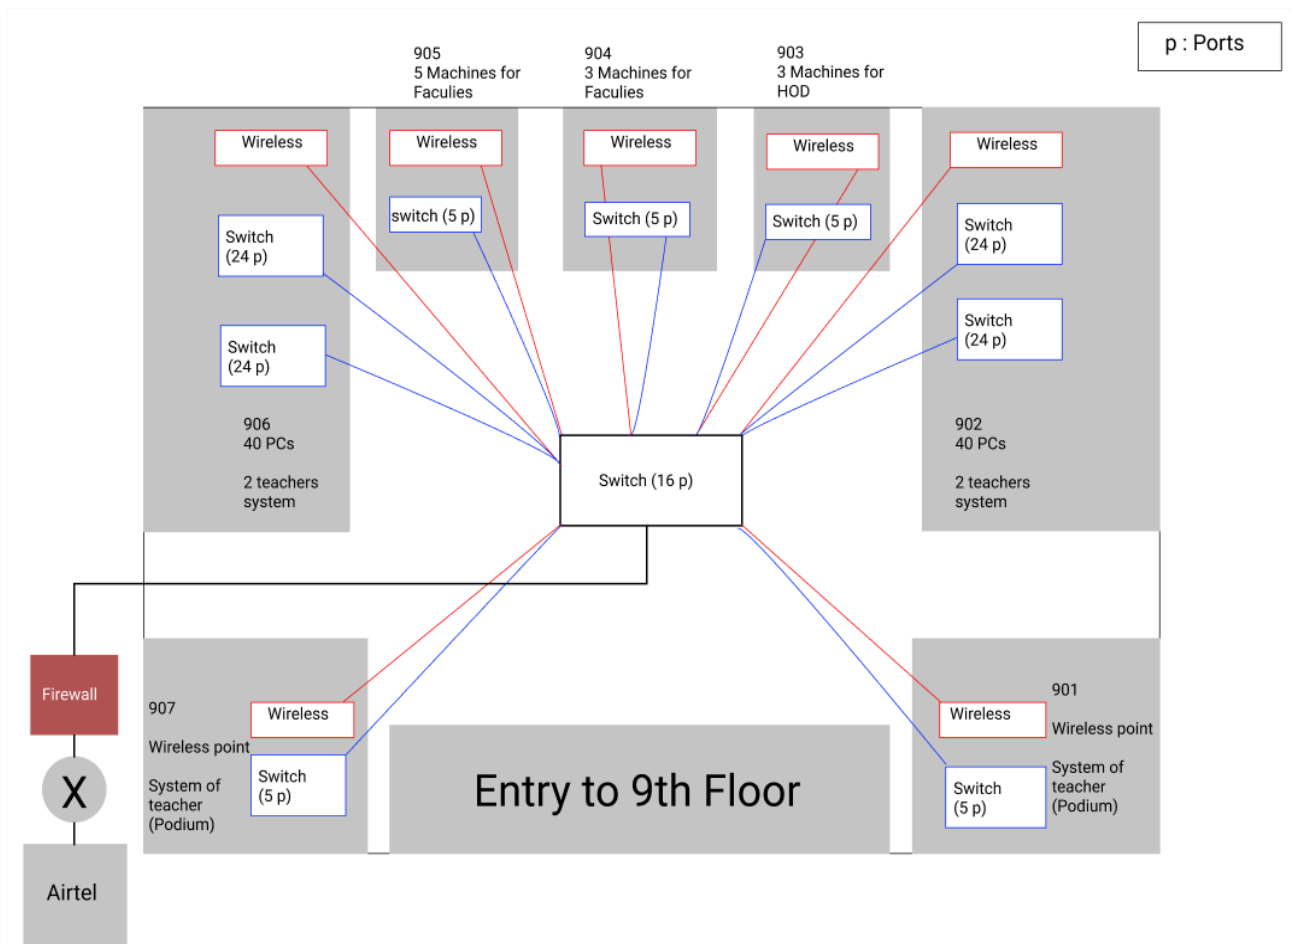 p : Ports
905
5 Machines for
Faculies
904
3 Machines for
Faculies
903
3 Machines for
HOD
Wireless
Wireless
Wireless
Wireless
Wireless
switch (5 p)
Switch (5 p)
Switch (5 p)
Switch
(24 p)
Switch
(24 p)
Switch
(24 p)
Switch
(24 p)
906
40 PCs
2 teachers
system
902
40 PCs
2 teachers
system
Switch (16 p)
Firewall
X
Airtel
907
Wireless point
System of
teacher
(Podium)
Wireless
Switch
(5 p)
Entry to 9th Floor
Wireless
Switch
(5 p)
901
Wireless point
System of
teacher
(Podium)